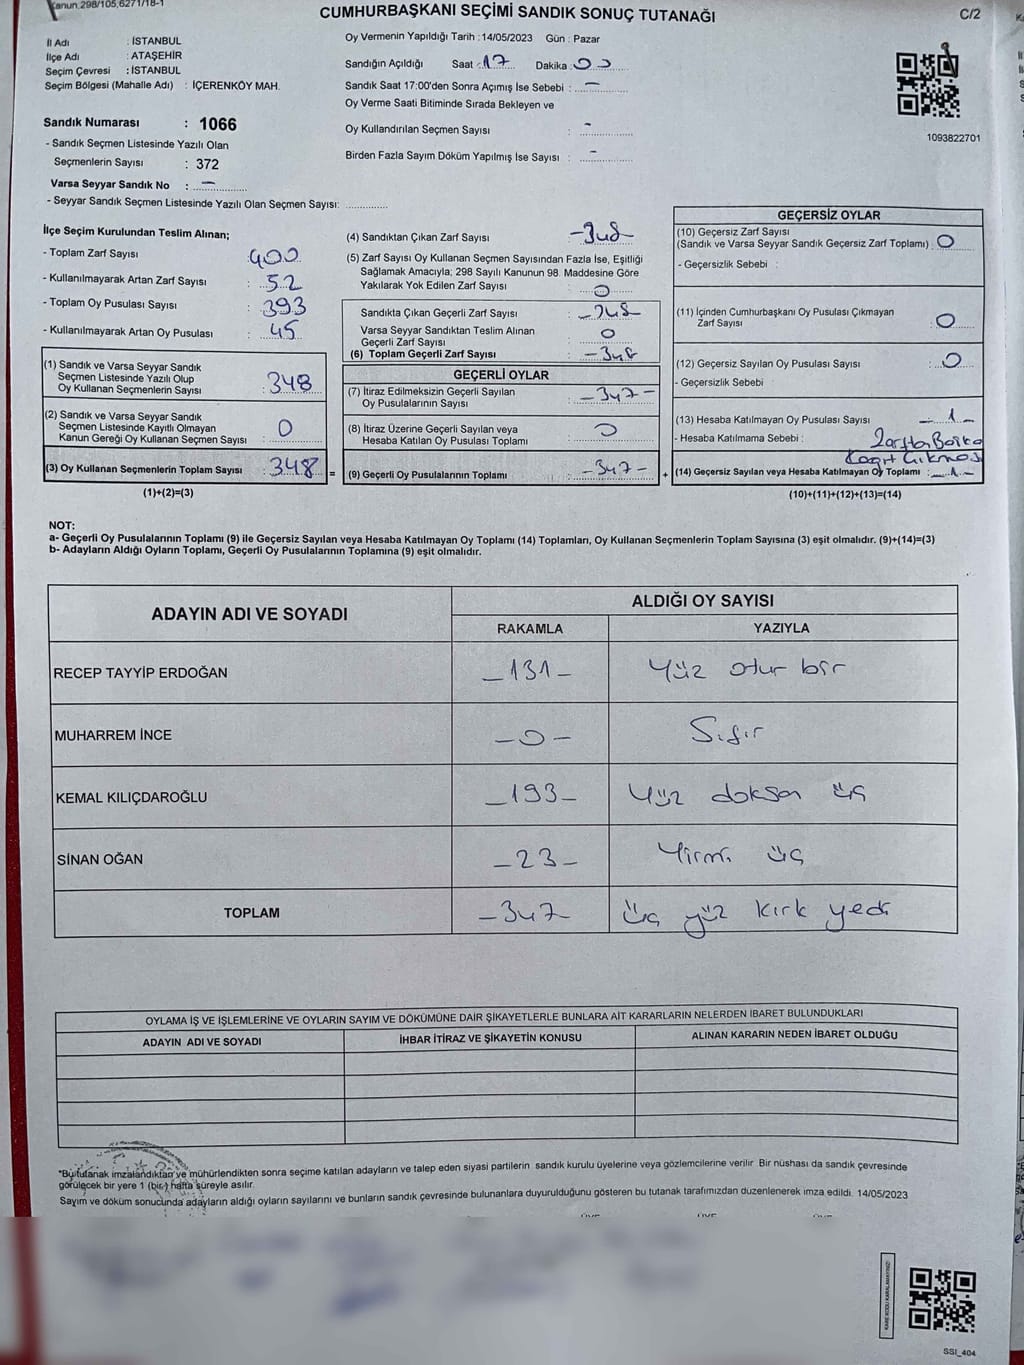 Kanun, 298/105,6271/18-1
CUMHURBAŞKANI SEÇİMİ SANDIK SONUÇ TUTANAĞI
C/2
İl Adı : İSTANBUL
İlçe Adı : ATAŞEHİR
Seçim Çevresi : İSTANBUL
Seçim Bölgesi (Mahalle Adı) : İÇERENKÖY MAH.
Oy Vermenin Yapıldığı Tarih : 14/05/2023 Gün : Pazar
Sandığın Açıldığı Saat : 17 Dakika : 00
Sandık Saat 17:00'den Sonra Açımış İse Sebebi : -
Oy Verme Saati Bitiminde Sırada Bekleyen ve
Oy Kullandırılan Seçmen Sayısı : -
Birden Fazla Sayım Döküm Yapılmış İse Sayısı : -
1093822701
Sandık Numarası : 1066
- Sandık Seçmen Listesinde Yazılı Olan
Seçmenlerin Sayısı : 372
Varsa Seyyar Sandık No : -
- Seyyar Sandık Seçmen Listesinde Yazılı Olan Seçmen Sayısı: ..............
İlçe Seçim Kurulundan Teslim Alınan;
- Toplam Zarf Sayısı : 400
- Kullanılmayarak Artan Zarf Sayısı : 52
- Toplam Oy Pusulası Sayısı : 393
- Kullanılmayarak Artan Oy Pusulası : 45
(1) Sandık ve Varsa Seyyar Sandık
Seçmen Listesinde Yazılı Olup
Oy Kullanan Seçmenlerin Sayısı : 348
(2) Sandık ve Varsa Seyyar Sandık
Seçmen Listesinde Kayıtlı Olmayan
Kanun Gereği Oy Kullanan Seçmen Sayısı : 0
(3) Oy Kullanan Seçmenlerin Toplam Sayısı : 348 =
(1)+(2)=(3)
(4) Sandıktan Çıkan Zarf Sayısı : -348-
(5) Zarf Sayısı Oy Kullanan Seçmen Sayısından Fazla İse, Eşitliği
Sağlamak Amacıyla; 298 Sayılı Kanunun 98. Maddesine Göre
Yakılarak Yok Edilen Zarf Sayısı : 0
Sandıkta Çıkan Geçerli Zarf Sayısı : -348
Varsa Seyyar Sandıktan Teslim Alınan
Geçerli Zarf Sayısı : 0
(6) Toplam Geçerli Zarf Sayısı : -348
GEÇERLİ OYLAR
(7) İtiraz Edilmeksizin Geçerli Sayılan
Oy Pusulalarının Sayısı : -347-
(8) İtiraz Üzerine Geçerli Sayılan veya
Hesaba Katılan Oy Pusulası Toplamı : 0
(9) Geçerli Oy Pusulalarının Toplamı : -347- +
GEÇERSİZ OYLAR
(10) Geçersiz Zarf Sayısı
(Sandık ve Varsa Seyyar Sandık Geçersiz Zarf Toplamı) : 0
- Geçersizlik Sebebi :
(11) İçinden Cumhurbaşkanı Oy Pusulası Çıkmayan
Zarf Sayısı : 0
(12) Geçersiz Sayılan Oy Pusulası Sayısı : 0
- Geçersizlik Sebebi
(13) Hesaba Katılmayan Oy Pusulası Sayısı : -1-
- Hesaba Katılmama Sebebi : Zarftan Başka
Kağıt Çıkması
(14) Geçersiz Sayılan veya Hesaba Katılmayan Oy Toplamı : -1-
(10)+(11)+(12)+(13)=(14)
NOT:
a- Geçerli Oy Pusulalarının Toplamı (9) ile Geçersiz Sayılan veya Hesaba Katılmayan Oy Toplamı (14) Toplamları, Oy Kullanan Seçmenlerin Toplam Sayısına (3) eşit olmalıdır. (9)+(14)=(3)
b- Adayların Aldığı Oyların Toplamı, Geçerli Oy Pusulalarının Toplamına (9) eşit olmalıdır.
ADAYIN ADI VE SOYADI
ALDIĞI OY SAYISI
RAKAMLA YAZIYLA
RECEP TAYYİP ERDOĞAN -131- Yüz otuz bir
MUHARREM İNCE -0- Sıfır
KEMAL KILIÇDAROĞLU -193- Yüz doksan üç
SİNAN OĞAN -23- Yirmi üç
TOPLAM -347 Üç yüz kırk yedi
OYLAMA İŞ VE İŞLEMLERİNE VE OYLARIN SAYIM VE DÖKÜMÜNE DAİR ŞİKAYETLERLE BUNLARA AİT KARARLARIN NELERDEN İBARET BULUNDUKLARI
ADAYIN ADI VE SOYADI İHBAR İTİRAZ VE ŞİKAYETİN KONUSU ALINAN KARARIN NEDEN İBARET OLDUĞU
*Bu tutanak imzalandıktan ve mühürlendikten sonra seçime katılan adayların ve talep eden siyasi partilerin sandık kurulu üyelerine veya gözlemcilerine verilir. Bir nüshası da sandık çevresinde
görülecek bir yere 1 (bir) hafta süreyle asılır.
Sayım ve döküm sonucunda adayların aldığı oyların sayılarını ve bunların sandık çevresinde bulunanlara duyurulduğunu gösteren bu tutanak tarafımızdan düzenlenerek imza edildi. 14/05/2023
SSI_404